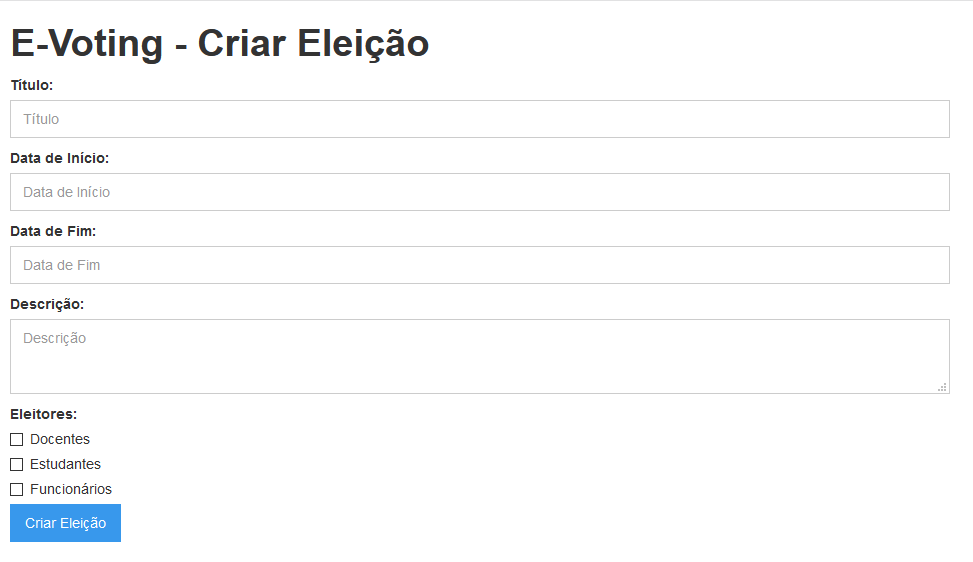 E-Voting - Criar Eleição
Título:
Título
Data de Início:
Data de Início
Data de Fim:
Data de Fim
Descrição:
Descrição
Eleitores:
Docentes
Estudantes
Funcionários
Criar Eleição